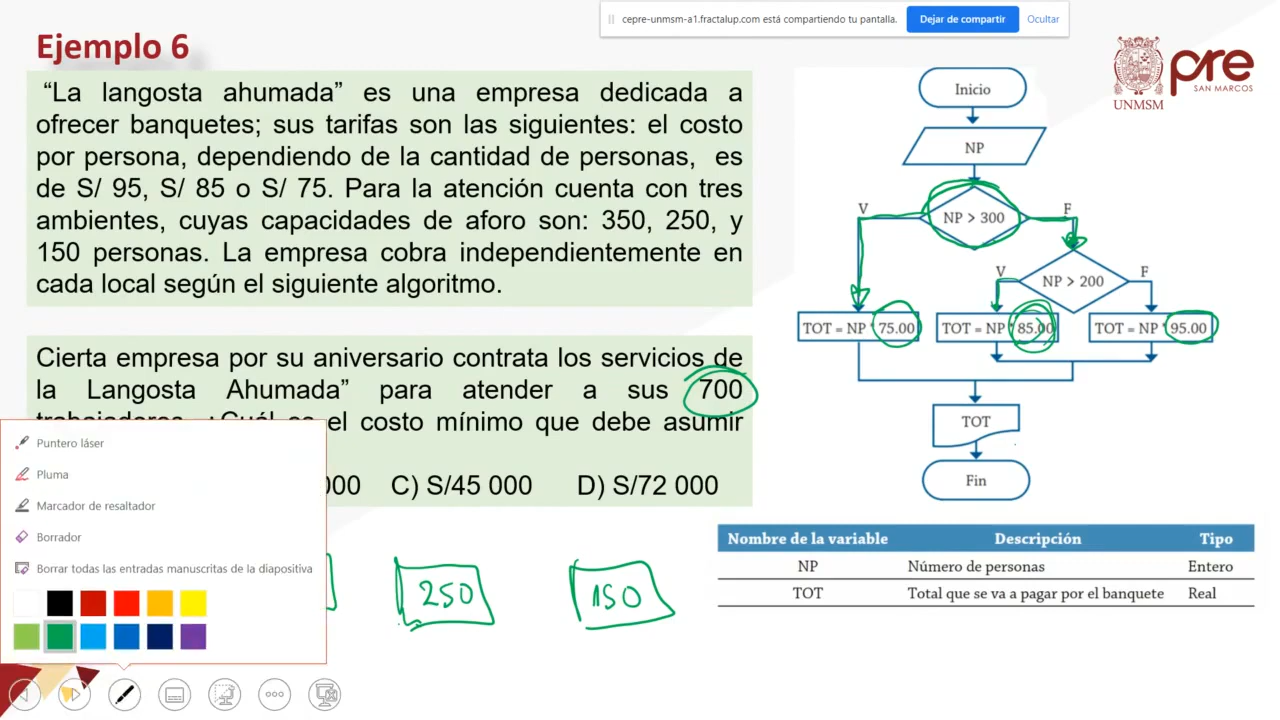 cepre-unmsm-a1.fractalup.com está compartiendo tu pantalla.
Dejar de compartir
Ocultar
Ejemplo 6
UNMSM
pre
SAN MARCOS
“La langosta ahumada” es una empresa dedicada a
ofrecer banquetes; sus tarifas son las siguientes: el costo
por persona, dependiendo de la cantidad de personas, es
de S/ 95, S/ 85 o S/ 75. Para la atención cuenta con tres
ambientes, cuyas capacidades de aforo son: 350, 250, y
150 personas. La empresa cobra independientemente en
cada local según el siguiente algoritmo.
Cierta empresa por su aniversario contrata los servicios de
la Langosta Ahumada” para atender a sus 700
el costo mínimo que debe asumir
000 C) S/45 000 D) S/72 000
Inicio
NP
V
NP > 300
F
V
NP > 200
F
TOT = NP * 75.00
TOT = NP * 85.00
TOT = NP * 95.00
TOT
Fin
Nombre de la variable Descripción Tipo
NP Número de personas Entero
TOT Total que se va a pagar por el banquete Real
250
150
Puntero láser
Pluma
Marcador de resaltador
Borrador
Borrar todas las entradas manuscritas de la diapositiva